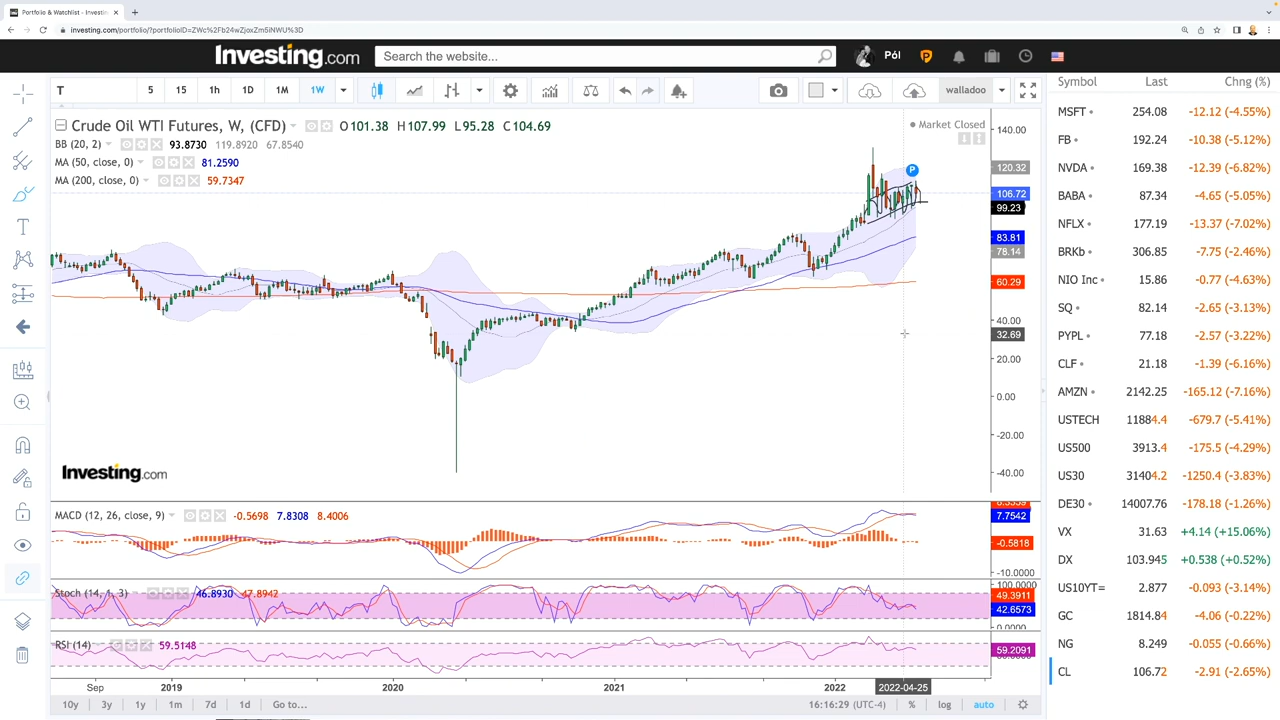 Portfolio & Watchlist - Investin
investing.com/portfolio/?portfolioID=ZWc%2Fb24wZjoxZm5iNWU%3D
Investing.com
Search the website...
Pól
T 5 15 1h 1D 1M 1W
walladoo
Crude Oil WTI Futures, W, (CFD) O101.38 H107.99 L95.28 C104.69
Market Closed
BB (20, 2) 93.8730 119.8920 67.8540
MA (50, close, 0) 81.2590
MA (200, close, 0) 59.7347
P
140.00
120.32
106.72
99.23
83.81
78.14
60.29
40.00
32.69
20.00
0.00
-20.00
-40.00
Investing.com
MACD (12, 26, close, 9) -0.5698 7.8308 8.4006
7.7542
-0.5818
-10.0000
Stoch (14, 1, 3) 46.8930 47.8942
100.0000
49.3911
42.6573
0.0000
RSI (14) 59.5148
59.2091
Sep 2019 2020 2021 2022 2022-04-25
10y 3y 1y 1m 7d 1d Go to...
16:16:29 (UTC-4) % log auto
Symbol Last Chng (%)
MSFT 254.08 -12.12 (-4.55%)
FB 192.24 -10.38 (-5.12%)
NVDA 169.38 -12.39 (-6.82%)
BABA 87.34 -4.65 (-5.05%)
NFLX 177.19 -13.37 (-7.02%)
BRKb 306.85 -7.75 (-2.46%)
NIO Inc 15.86 -0.77 (-4.63%)
SQ 82.14 -2.65 (-3.13%)
PYPL 77.18 -2.57 (-3.22%)
CLF 21.18 -1.39 (-6.16%)
AMZN 2142.25 -165.12 (-7.16%)
USTECH 11884.4 -679.7 (-5.41%)
US500 3913.4 -175.5 (-4.29%)
US30 31404.2 -1250.4 (-3.83%)
DE30 14007.76 -178.18 (-1.26%)
VX 31.63 +4.14 (+15.06%)
DX 103.945 +0.538 (+0.52%)
US10YT= 2.877 -0.093 (-3.14%)
GC 1814.84 -4.06 (-0.22%)
NG 8.249 -0.055 (-0.66%)
CL 106.72 -2.91 (-2.65%)